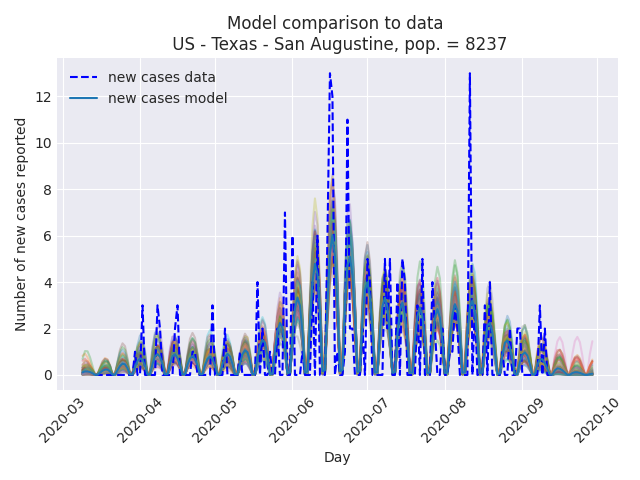 Model comparison to data
US - Texas - San Augustine, pop. = 8237
new cases data
new cases model
Number of new cases reported
12
10
8
6
4
2
0
2020-03
2020-04
2020-05
2020-06
2020-07
2020-08
2020-09
2020-10
Day